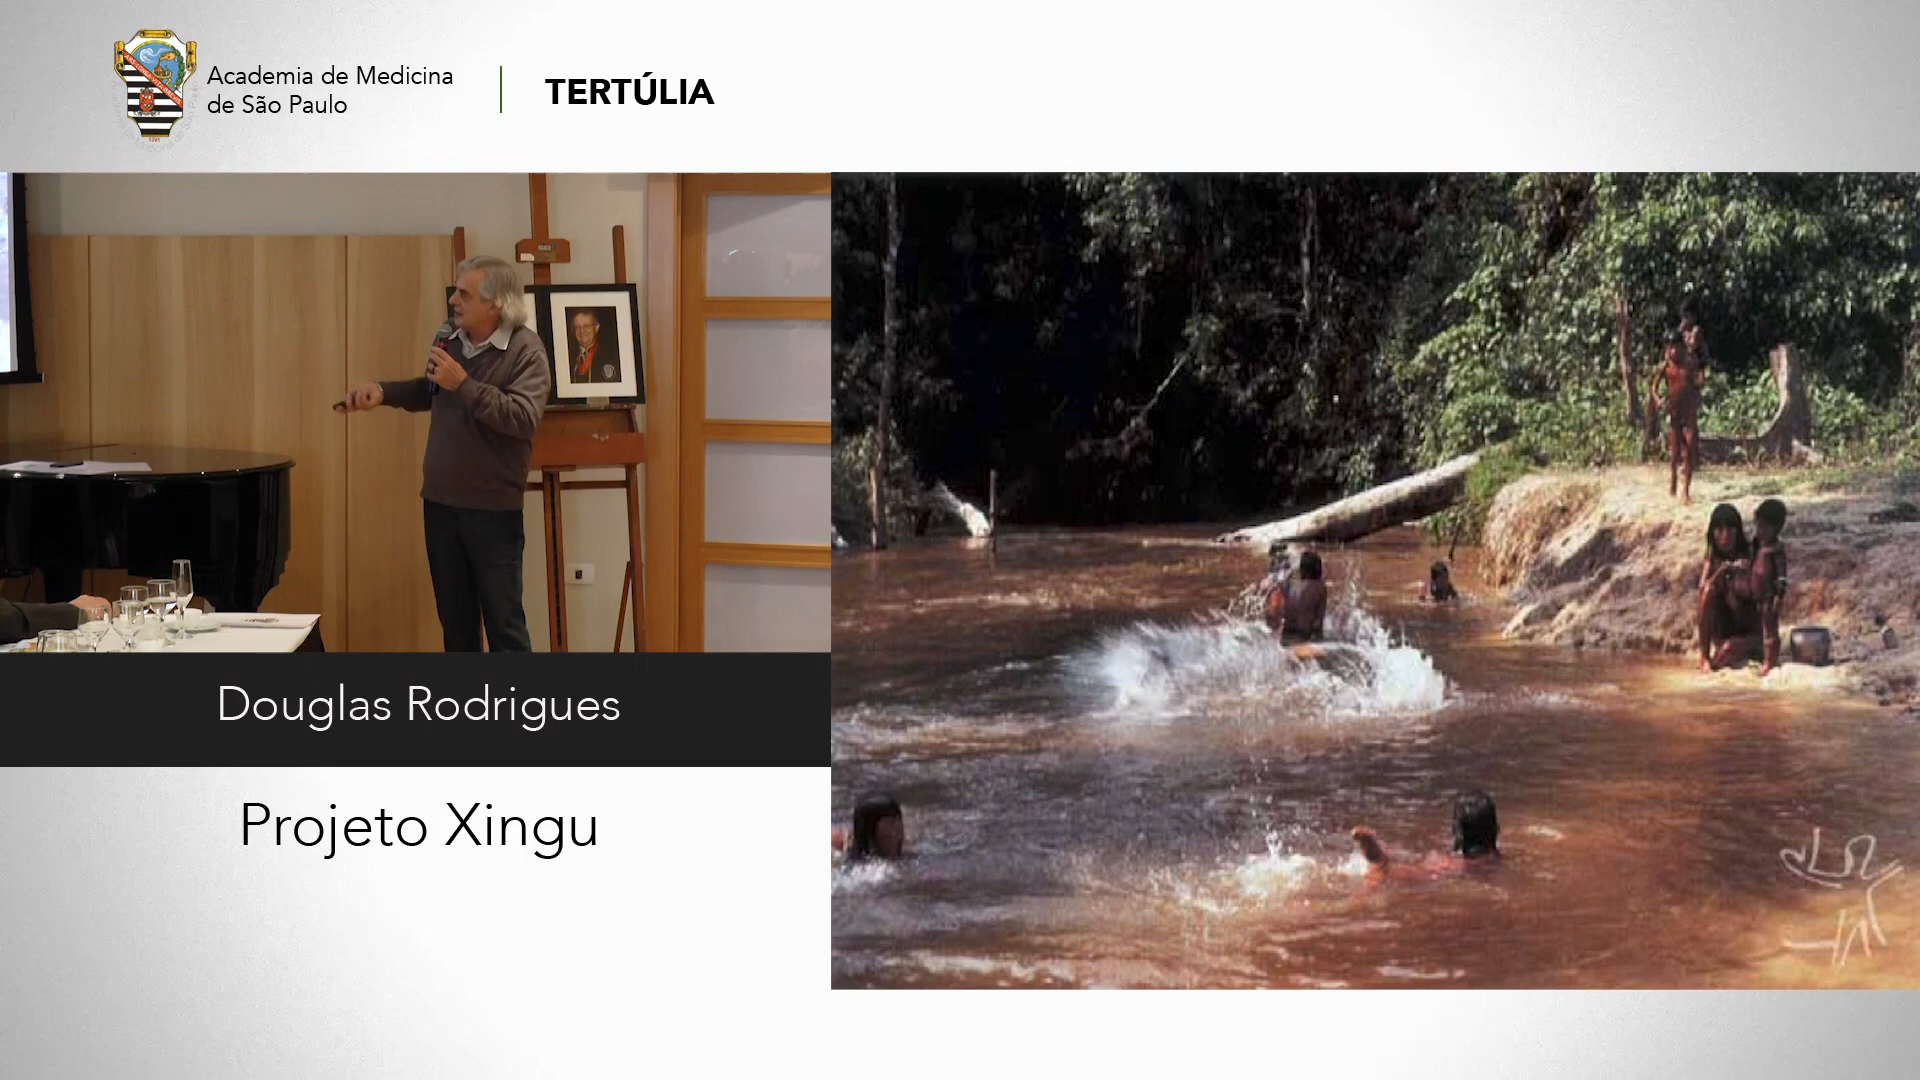 Academia de Medicina
de São Paulo
TERTÚLIA
Douglas Rodrigues
Projeto Xingu